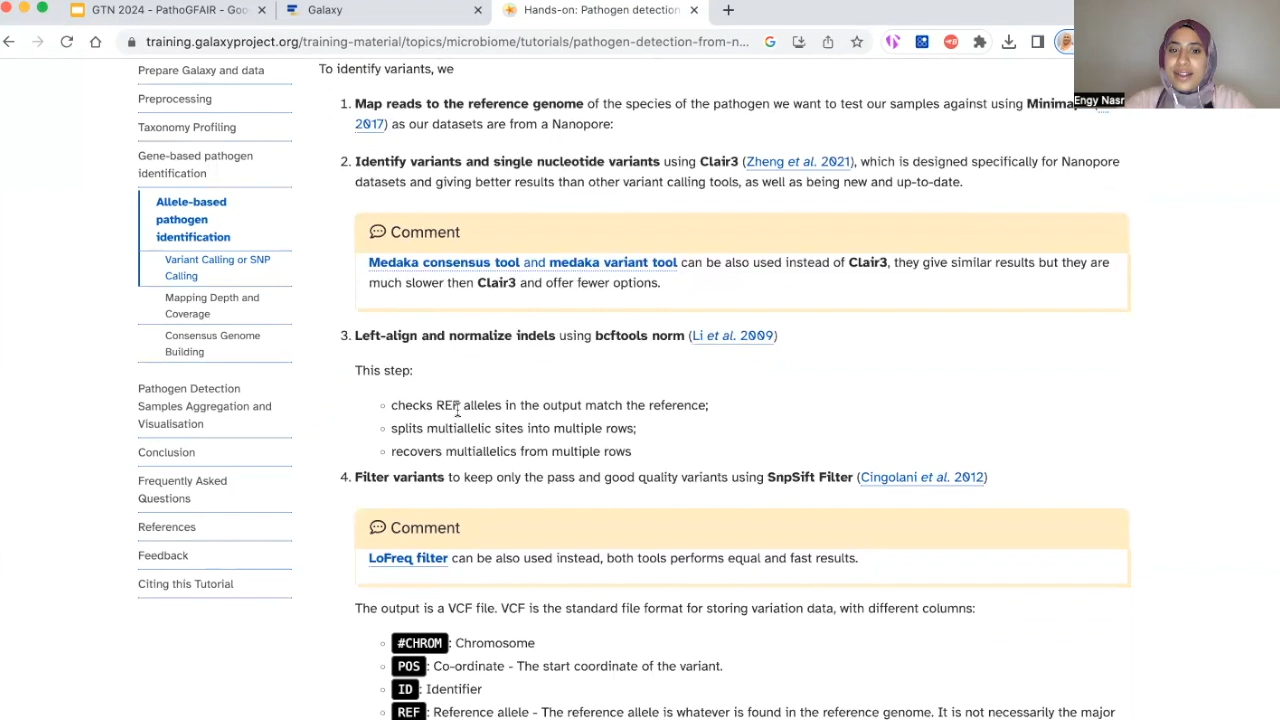 GTN 2024 - PathoGFAIR - Goo
Galaxy
Hands-on: Pathogen detection
training.galaxyproject.org/training-material/topics/microbiome/tutorials/pathogen-detection-from-n...
Engy Nasr
Prepare Galaxy and data
Preprocessing
Taxonomy Profiling
Gene-based pathogen
identification
Allele-based
pathogen
identification
Variant Calling or SNP
Calling
Mapping Depth and
Coverage
Consensus Genome
Building
Pathogen Detection
Samples Aggregation and
Visualisation
Conclusion
Frequently Asked
Questions
References
Feedback
Citing this Tutorial
To identify variants, we
1. Map reads to the reference genome of the species of the pathogen we want to test our samples against using Minima
2017) as our datasets are from a Nanopore:
2. Identify variants and single nucleotide variants using Clair3 (Zheng et al. 2021), which is designed specifically for Nanopore
datasets and giving better results than other variant calling tools, as well as being new and up-to-date.
Comment
Medaka consensus tool and medaka variant tool can be also used instead of Clair3, they give similar results but they are
much slower then Clair3 and offer fewer options.
3. Left-align and normalize indels using bcftools norm (Li et al. 2009)
This step:
checks REF alleles in the output match the reference;
splits multiallelic sites into multiple rows;
recovers multiallelics from multiple rows
4. Filter variants to keep only the pass and good quality variants using SnpSift Filter (Cingolani et al. 2012)
Comment
LoFreq filter can be also used instead, both tools performs equal and fast results.
The output is a VCF file. VCF is the standard file format for storing variation data, with different columns:
#CHROM: Chromosome
POS: Co-ordinate - The start coordinate of the variant.
ID: Identifier
REF: Reference allele - The reference allele is whatever is found in the reference genome. It is not necessarily the major